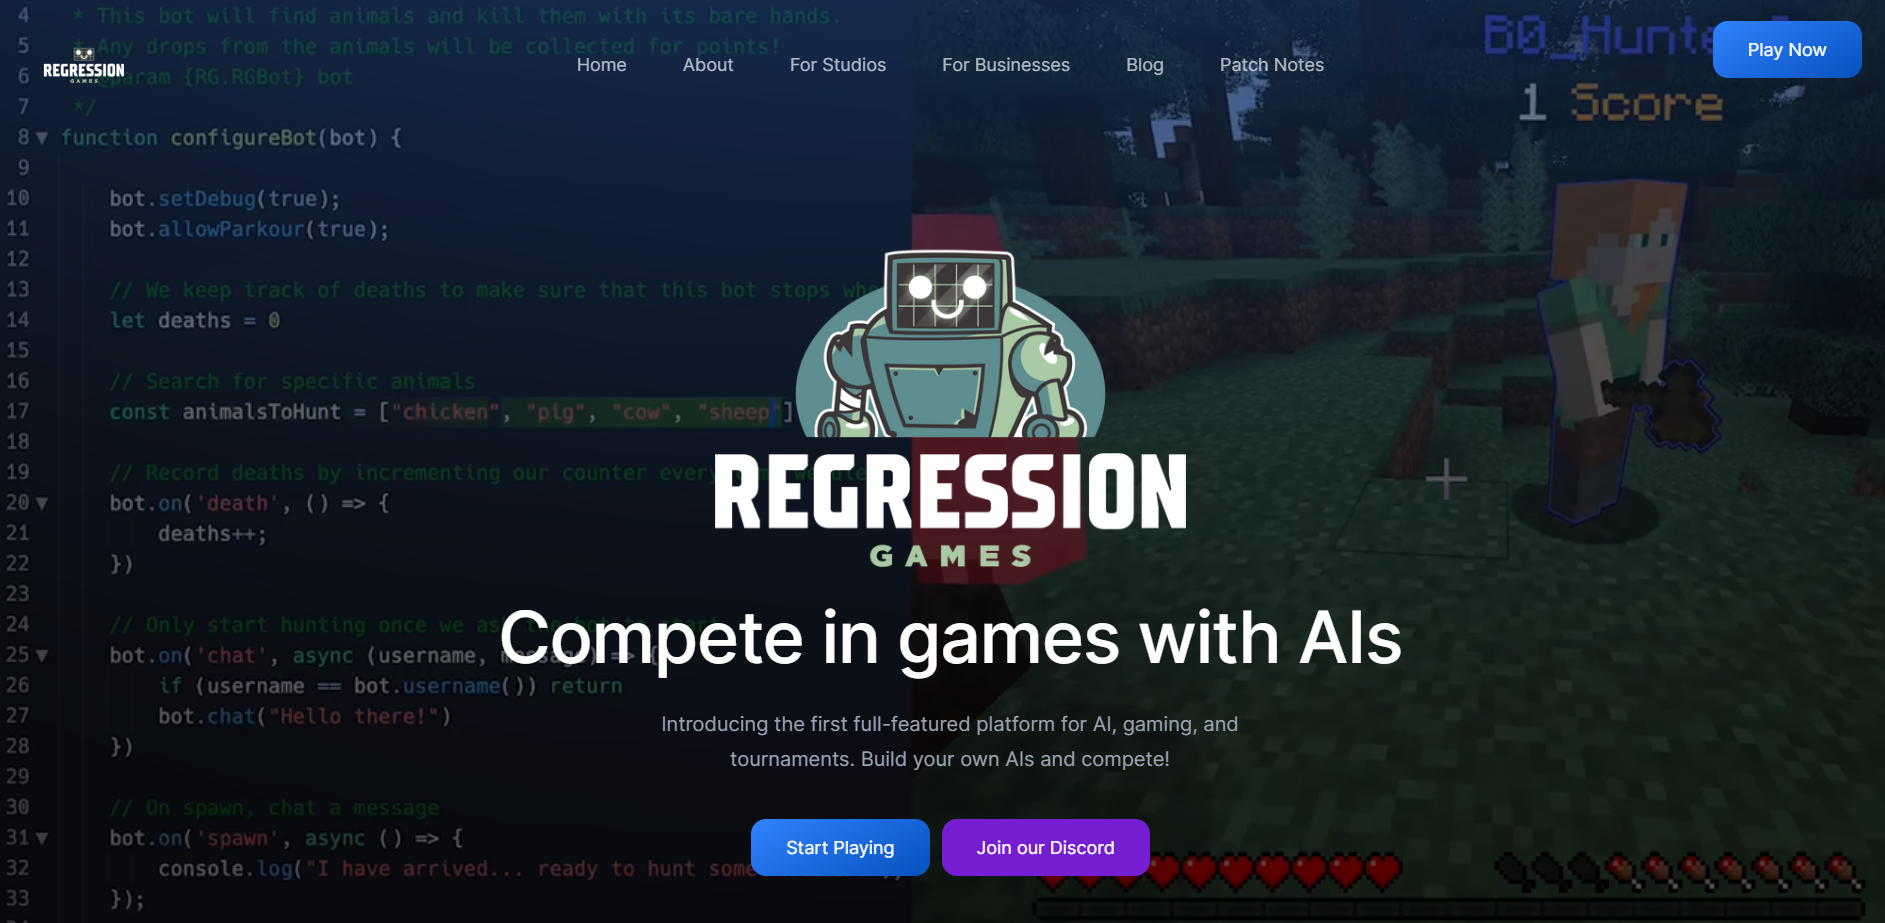 4 * This bot will find animals and kill them with its bare hands.
5 * Any drops from the animals will be collected for points!
6 param {RG.RGBot} bot
7 */
8 function configureBot(bot) {
9
10 bot.setDebug(true);
11 bot.allowParkour(true);
12
13 // We keep track of deaths to make sure that this bot stops
14 let deaths = 0
15
16 // Search for specific animals
17 const animalsToHunt = ["chicken", "pig", "cow", "sheep"]
18
19 // Record deaths by incrementing our counter every
20 bot.on('death', () => {
21 deaths++;
22 })
23
24 // Only start hunting once we
25 bot.on('chat', async (username, message) => {
26 if (username == bot.username()) return
27 bot.chat("Hello there!")
28 })
29
30 // On spawn, chat a message
31 bot.on('spawn', async () => {
32 console.log("I have arrived... ready to hunt some
33 });
REGRESSION
GAMES
Home About For Studios For Businesses Blog Patch Notes
Play Now
1 Score
REGRESSION
GAMES
Compete in games with AIs
Introducing the first full-featured platform for AI, gaming, and
tournaments. Build your own AIs and compete!
Start Playing Join our Discord